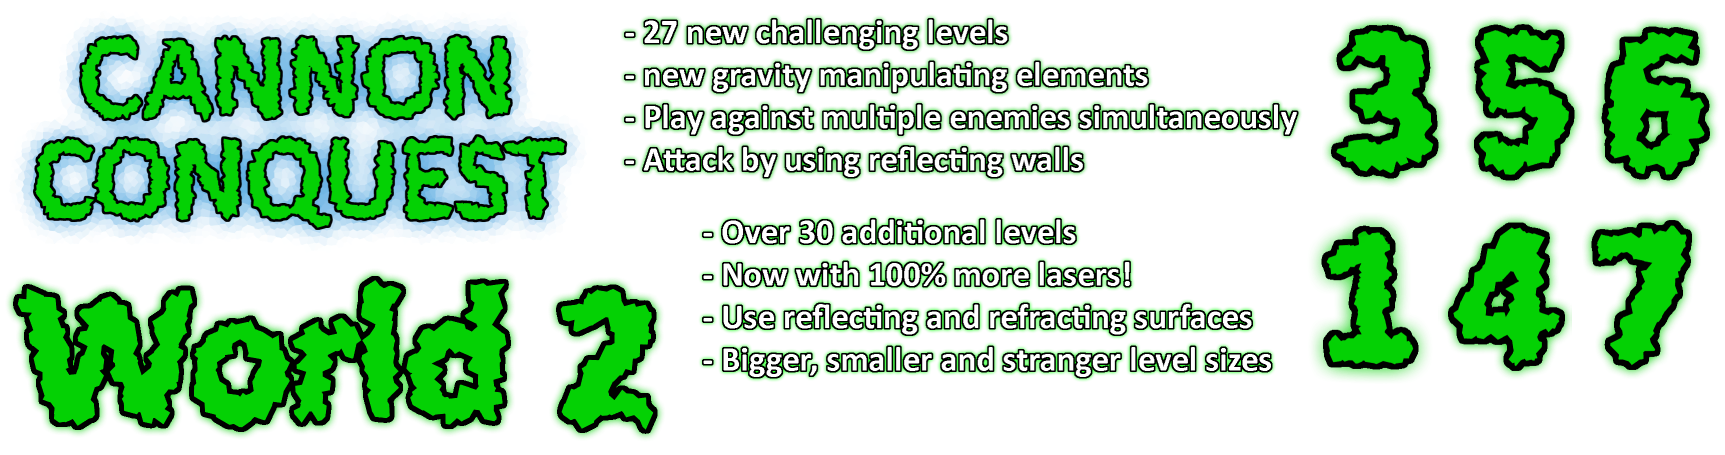 CANNON
CONQUEST
- 27 new challenging levels
- new gravity manipulating elements
- Play against multiple enemies simultaneously
- Attack by using reflecting walls
3 5 6
World 2
- Over 30 additional levels
- Now with 100% more lasers!
- Use reflecting and refracting surfaces
- Bigger, smaller and stranger level sizes
1 4 7